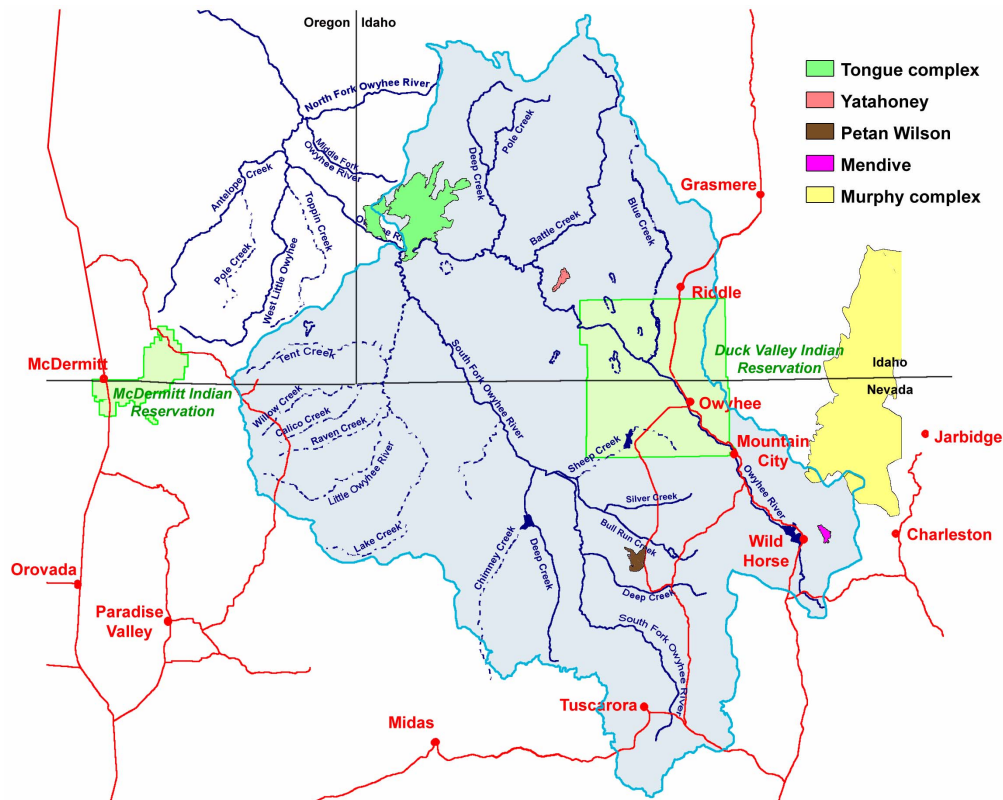 Oregon
Idaho
Tongue complex
Yatahoney
Petan Wilson
Mendive
Murphy complex
North Fork Owyhee River
Middle Fork
Owyhee River
Antelope Creek
Toppin Creek
Pole Creek
West Little Owyhee
Deep Creek
Pole Creek
Battle Creek
Blue Creek
Grasmere
Riddle
Duck Valley Indian
Reservation
Idaho
Nevada
McDermitt
McDermitt Indian
Reservation
Tent Creek
Willow Creek
Calico Creek
Raven Creek
Little Owyhee River
Lake Creek
South Fork Owyhee River
Owyhee
Mountain
City
Owyhee River
Sheep Creek
Jarbidge
Silver Creek
Bull Run Creek
Chimney Creek
Deep Creek
Deep Creek
Wild
Horse
Charleston
Orovada
Paradise
Valley
South Fork Owyhee River
Tuscarora
Midas